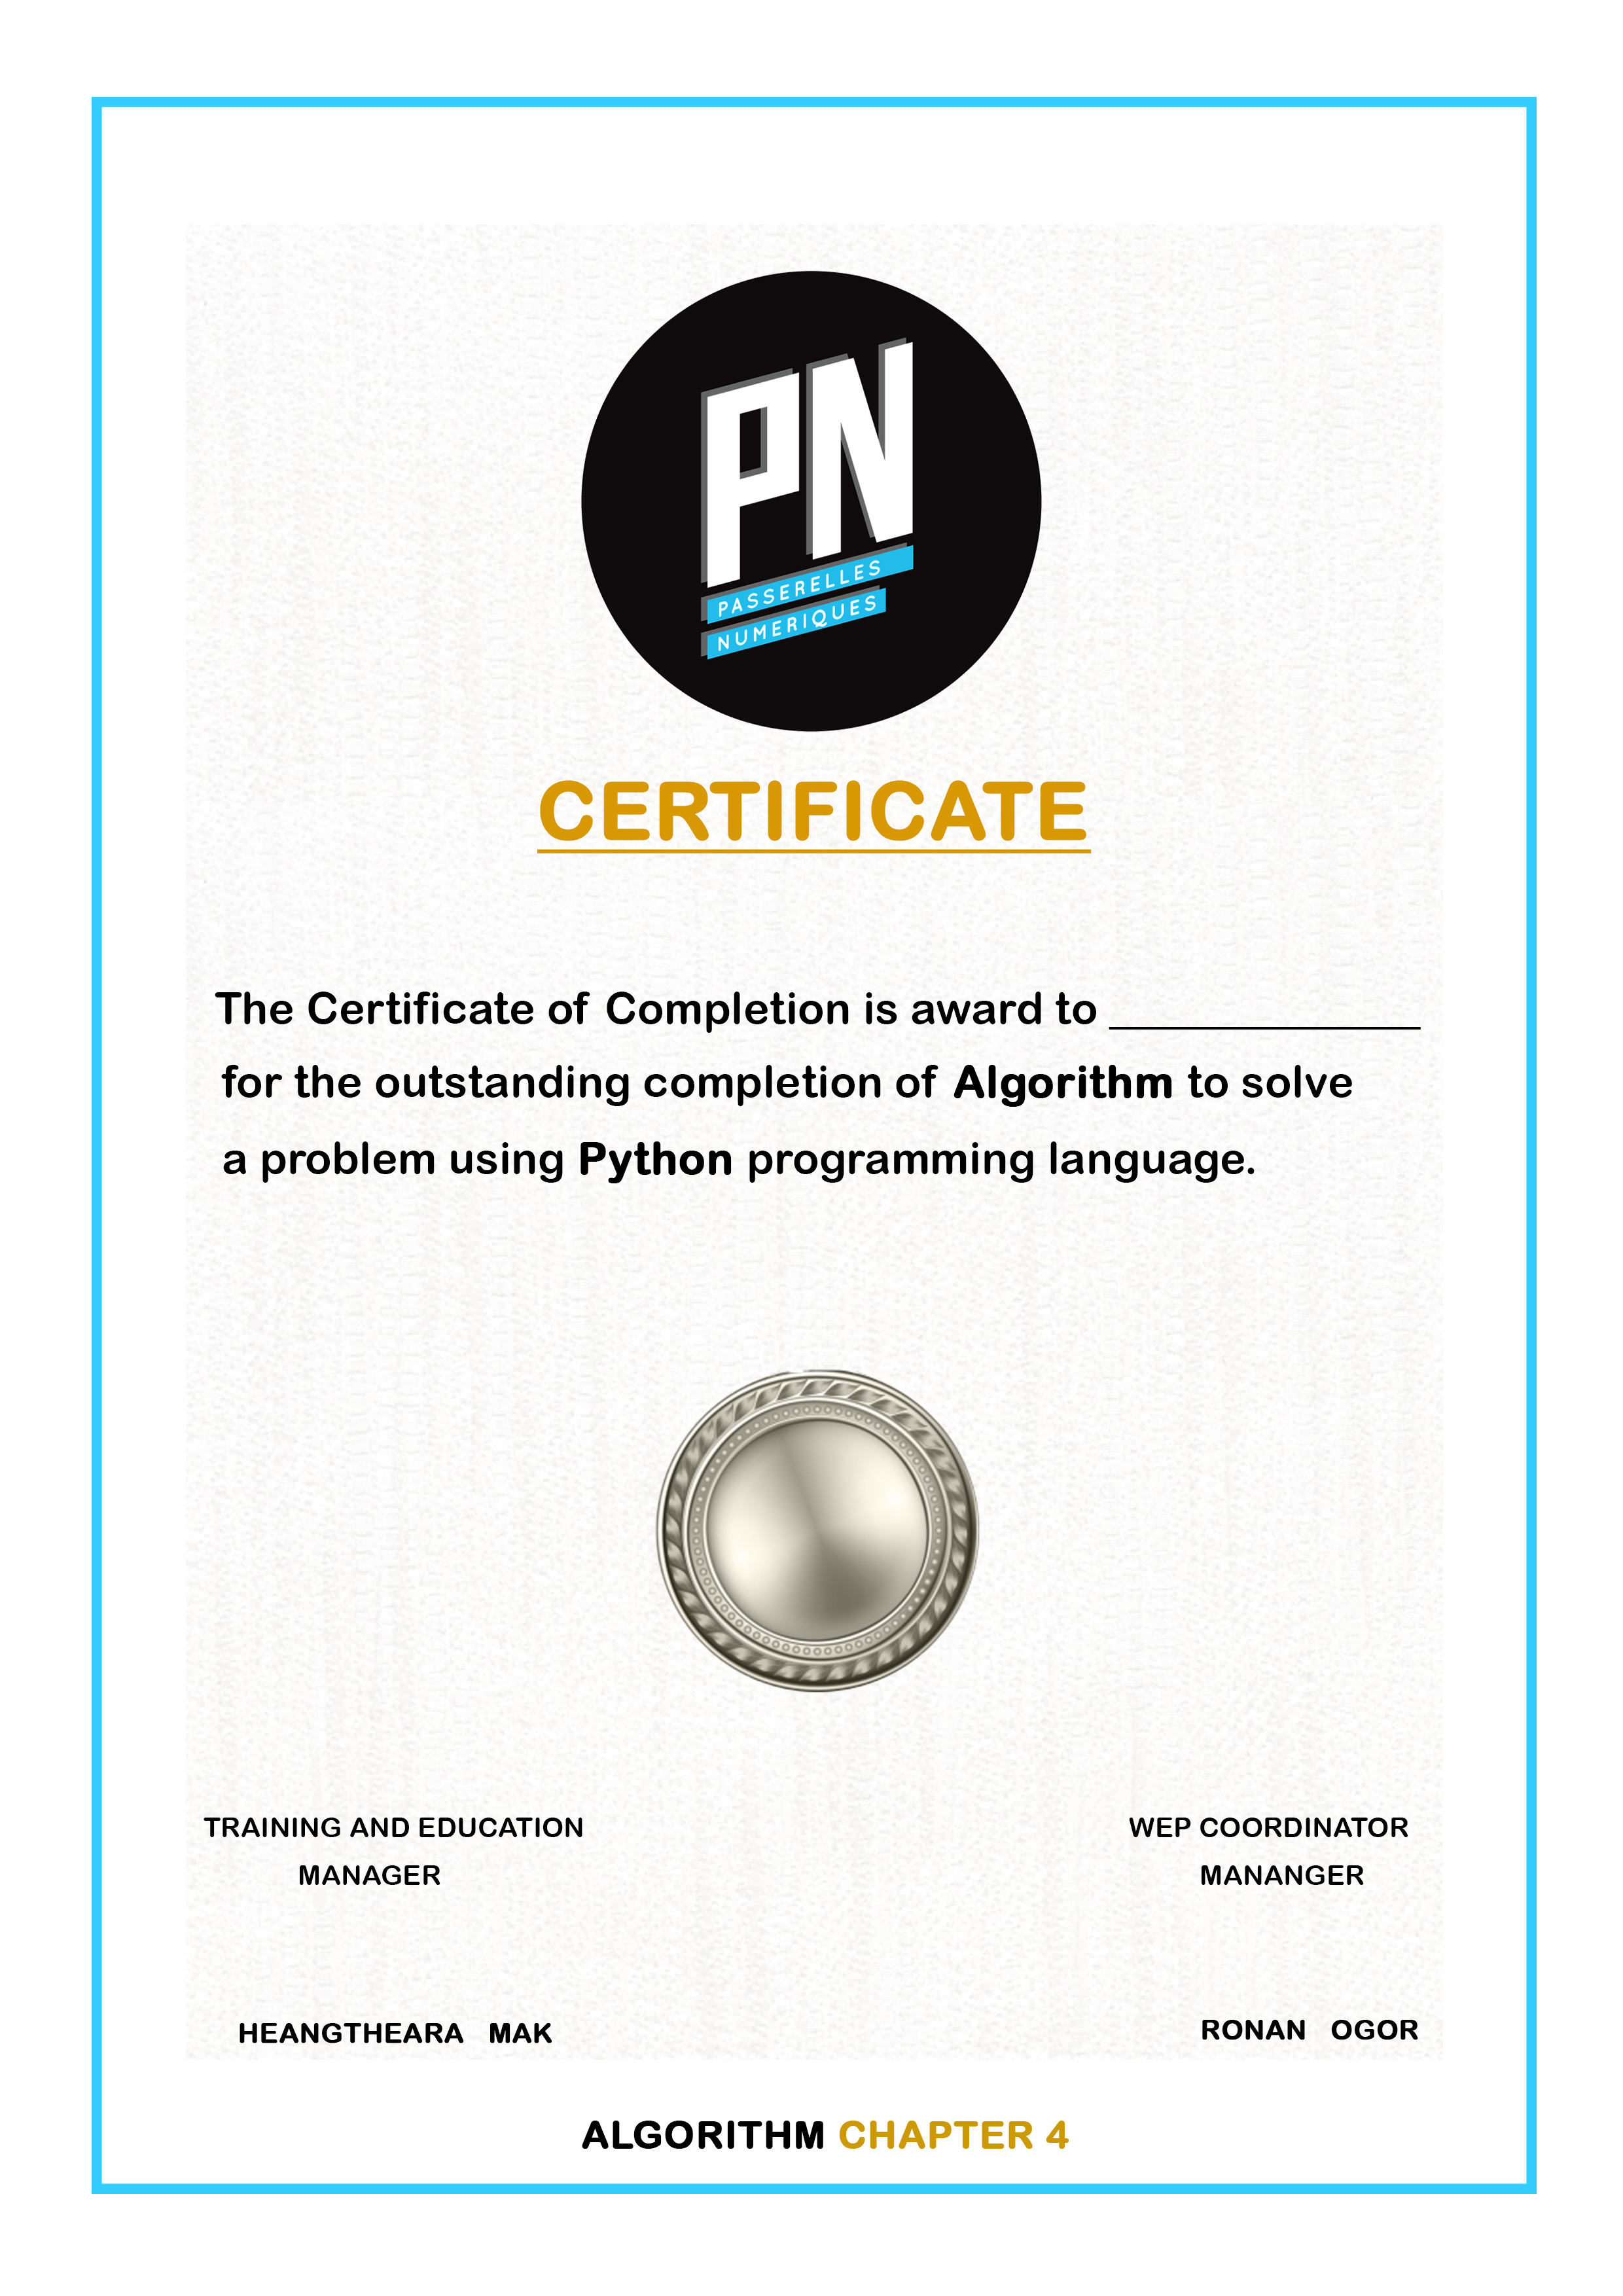 PN
PASSERELLES
NUMERIQUES
CERTIFICATE
The Certificate of Completion is award to _______________
for the outstanding completion of Algorithm to solve
a problem using Python programming language.
TRAINING AND EDUCATION
MANAGER
WEP COORDINATOR
MANANGER
HEANGTHEARA MAK
RONAN OGOR
ALGORITHM CHAPTER 4